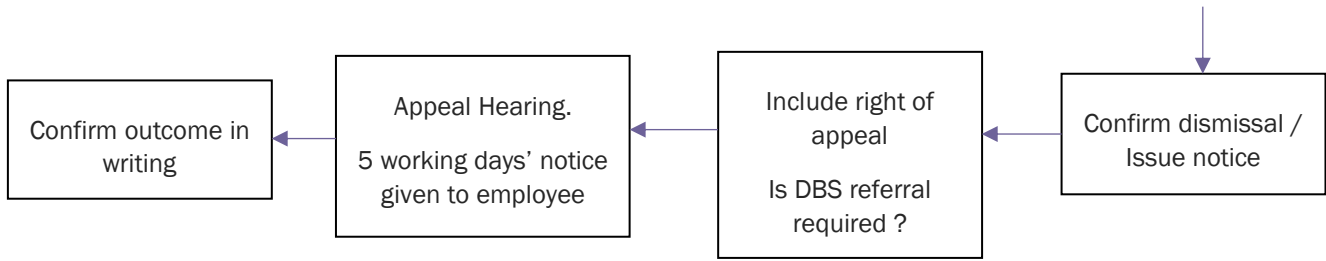 Confirm outcome in
writing
Appeal Hearing.
5 working days’ notice
given to employee
Include right of
appeal
Is DBS referral
required ?
Confirm dismissal /
Issue notice